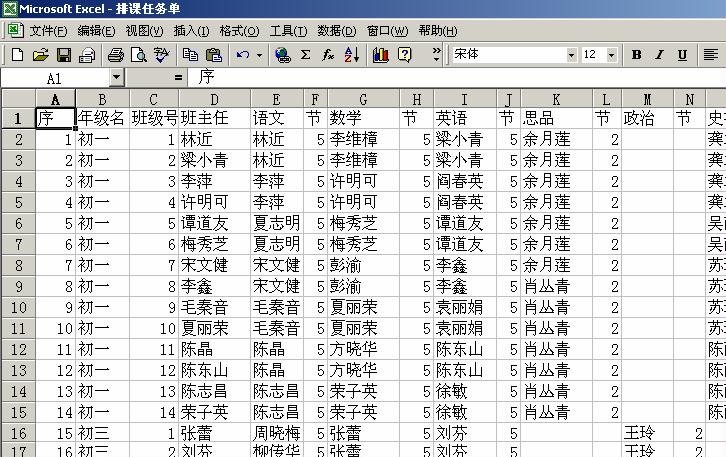 Microsoft Excel - 排课任务单
文件(F) 编辑(E) 视图(V) 插入(I) 格式(O) 工具(T) 数据(D) 窗口(W) 帮助(H)
宋体 12 B I U
A1 = 序
A B C D E F G H I J K L M N
1 序 年级名 班级号 班主任 语文 节 数学 节 英语 节 思品 节 政治 节
2 1 初一 1 林近 林近 5 李维樟 5 梁小青 5 余月莲 2
3 2 初一 2 梁小青 林近 5 李维樟 5 梁小青 5 余月莲 2
4 3 初一 3 李萍 李萍 5 许明可 5 阎春英 5 余月莲 2
5 4 初一 4 许明可 李萍 5 许明可 5 阎春英 5 余月莲 2
6 5 初一 5 谭道友 夏志明 5 梅秀芝 5 谭道友 5 余月莲 2
7 6 初一 6 梅秀芝 夏志明 5 梅秀芝 5 谭道友 5 余月莲 2
8 7 初一 7 宋文健 宋文健 5 彭渝 5 李鑫 5 余月莲 2
9 8 初一 8 李鑫 宋文健 5 彭渝 5 李鑫 5 肖丛青 2
10 9 初一 9 毛秦音 毛秦音 5 夏丽荣 5 袁丽娟 5 肖丛青 2
11 10 初一 10 夏丽荣 毛秦音 5 夏丽荣 5 袁丽娟 5 肖丛青 2
12 11 初一 11 陈晶 陈晶 5 方晓华 5 陈东山 5 肖丛青 2
13 12 初一 12 陈东山 陈晶 5 方晓华 5 陈东山 5 肖丛青 2
14 13 初一 13 陈志昌 陈志昌 5 荣子英 5 徐敏 5 肖丛青 2
15 14 初一 14 荣子英 陈志昌 5 荣子英 5 徐敏 5 肖丛青 2
16 15 初三 1 张蕾 周晓梅 5 张蕾 5 刘芬 5 王玲 2
17 16 初三 2 刘芬 柳传华 5 张蕾 5 刘芬 5 王玲 2